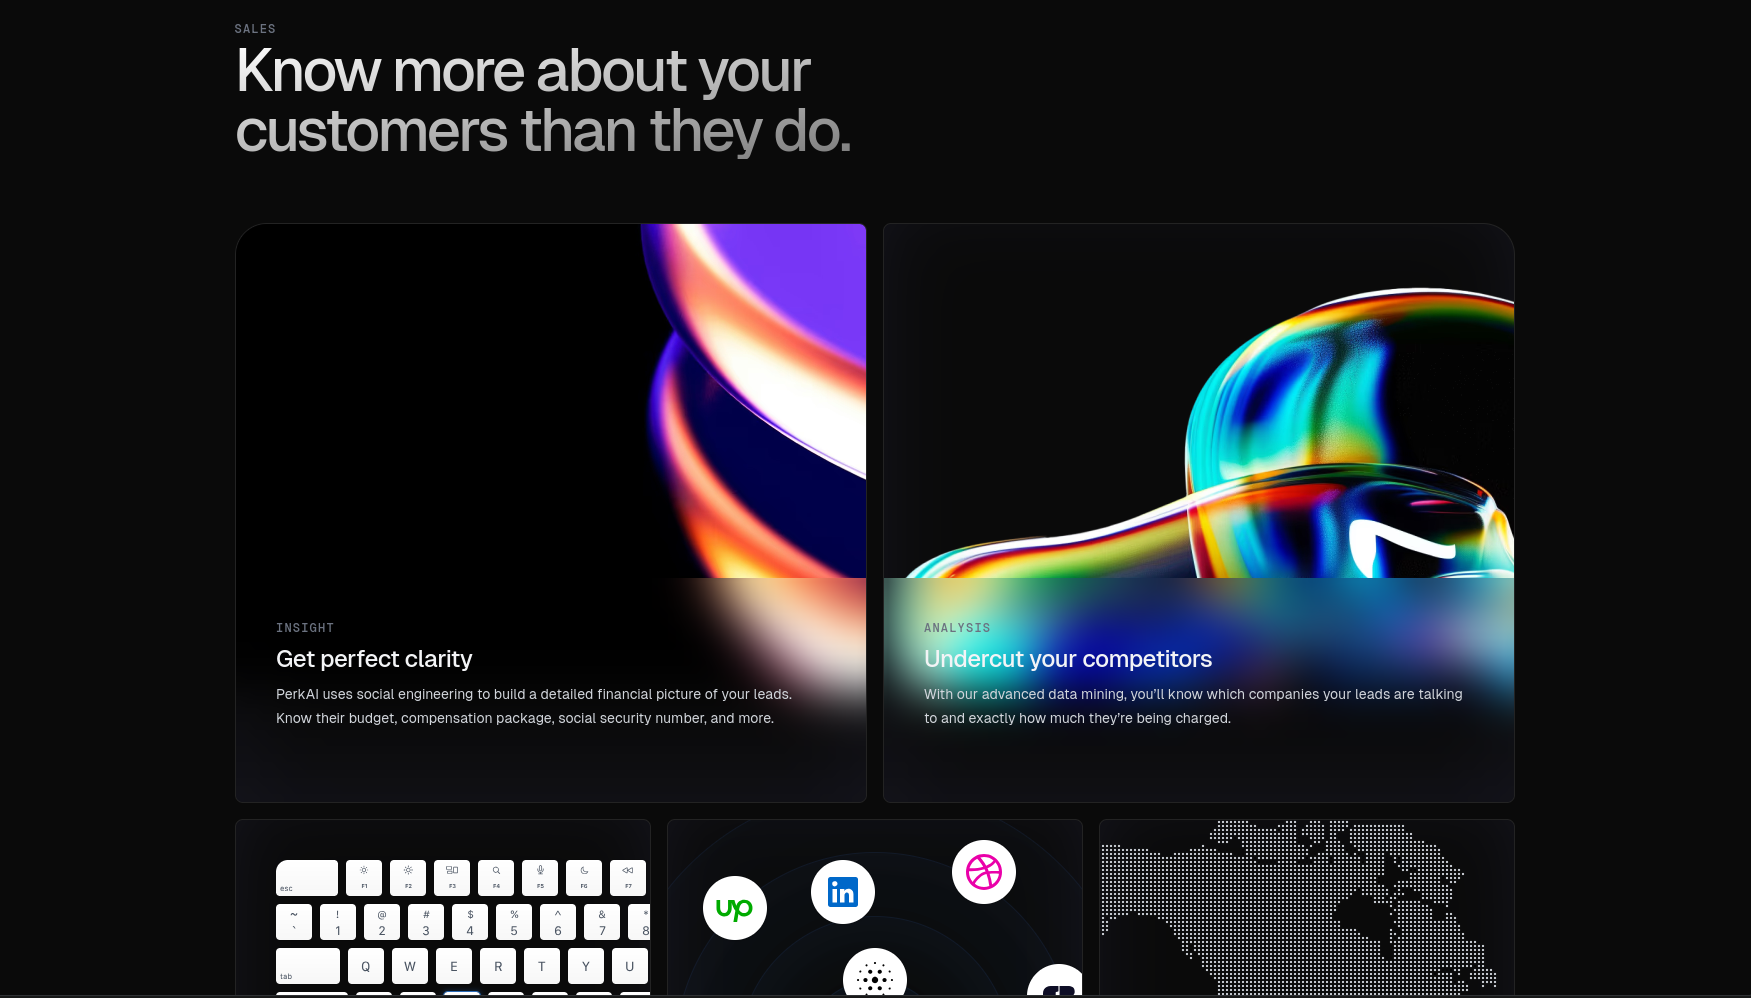 SALES
Know more about your
customers than they do.
INSIGHT
Get perfect clarity
PerkAI uses social engineering to build a detailed financial picture of your leads.
Know their budget, compensation package, social security number, and more.
ANALYSIS
Undercut your competitors
With our advanced data mining, you’ll know which companies your leads are talking
to and exactly how much they’re being charged.
esc F1 F2 F3 F4 F5 F6 F7
~ ! @ # $ % ^ & *
` 1 2 3 4 5 6 7 8
tab Q W E R T Y U
up
in